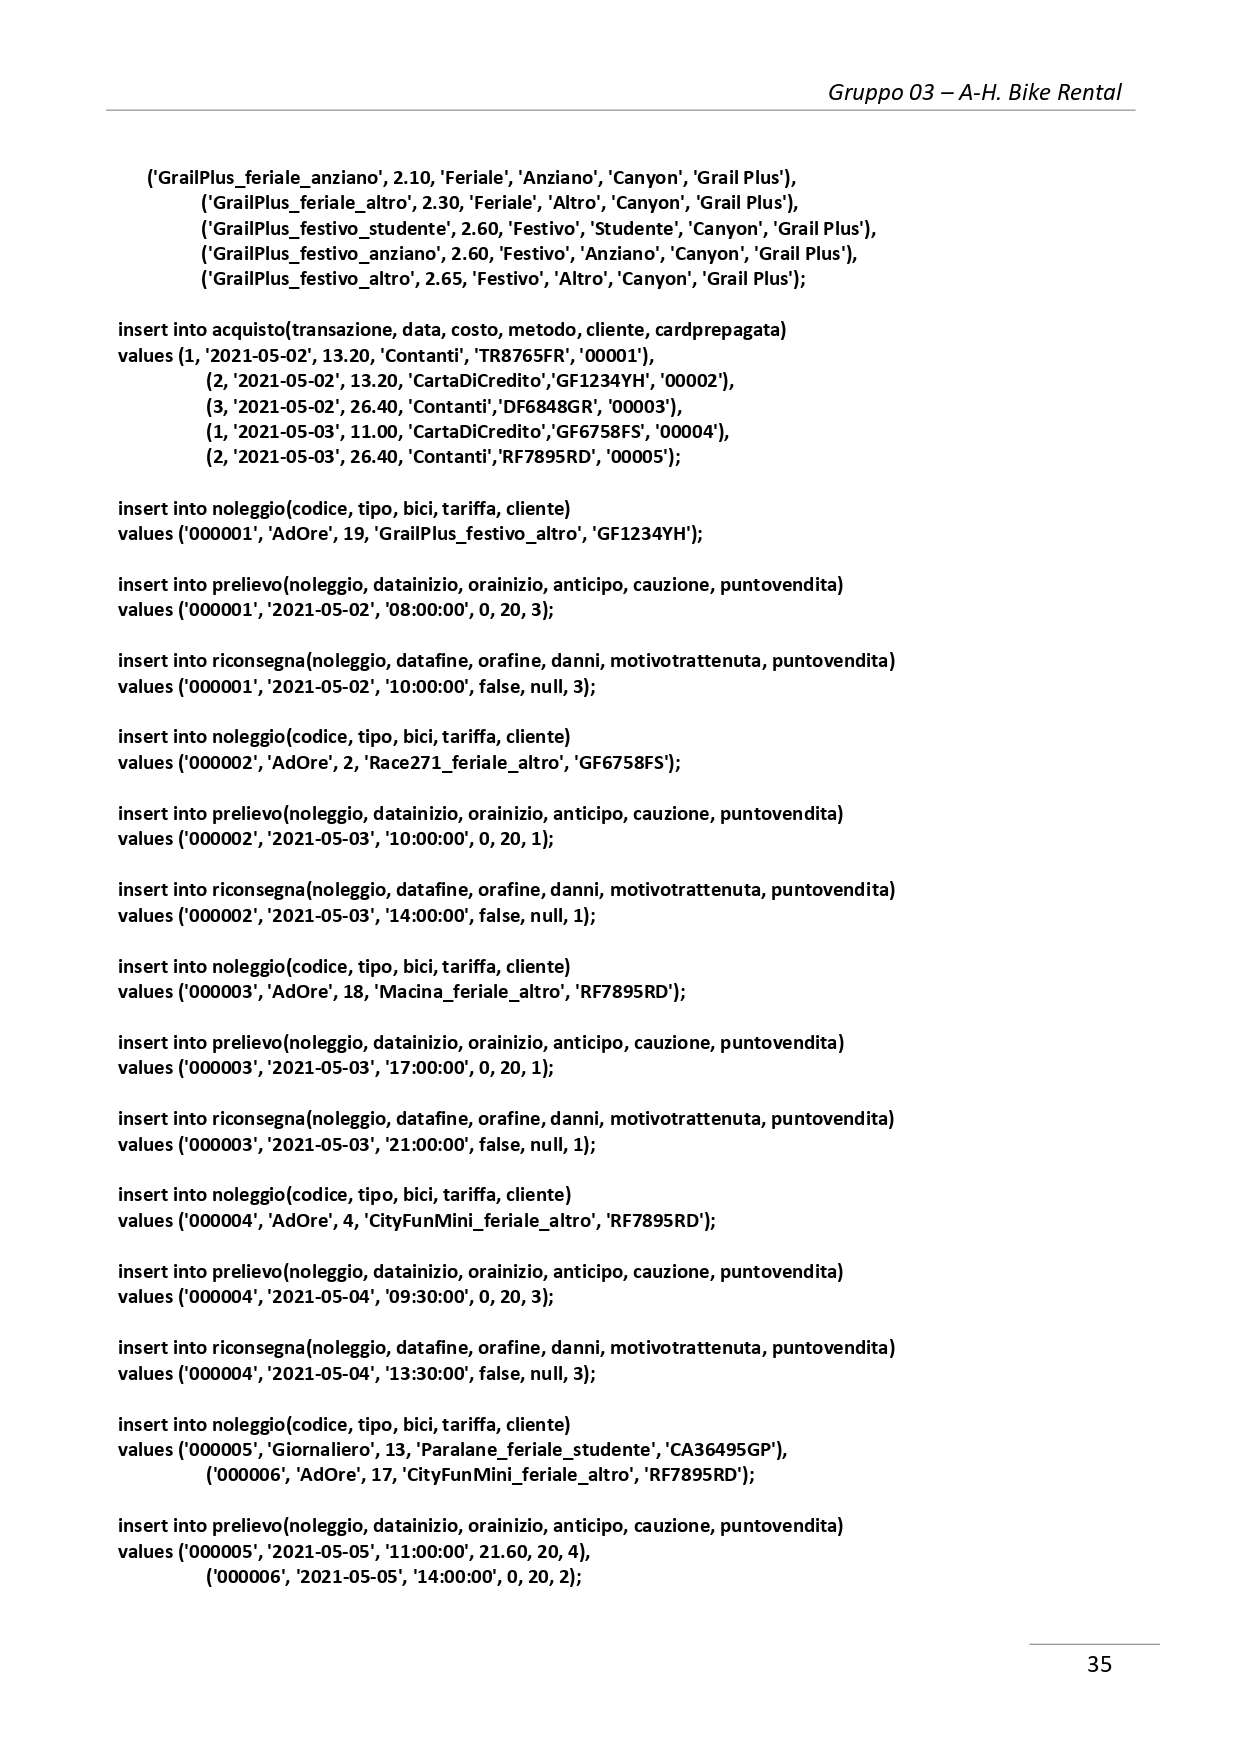 Gruppo 03 – A-H. Bike Rental
('GrailPlus_feriale_anziano', 2.10, 'Feriale', 'Anziano', 'Canyon', 'Grail Plus'),
('GrailPlus_feriale_altro', 2.30, 'Feriale', 'Altro', 'Canyon', 'Grail Plus'),
('GrailPlus_festivo_studente', 2.60, 'Festivo', 'Studente', 'Canyon', 'Grail Plus'),
('GrailPlus_festivo_anziano', 2.60, 'Festivo', 'Anziano', 'Canyon', 'Grail Plus'),
('GrailPlus_festivo_altro', 2.65, 'Festivo', 'Altro', 'Canyon', 'Grail Plus');
insert into acquisto(transazione, data, costo, metodo, cliente, cardprepagata)
values (1, '2021-05-02', 13.20, 'Contanti', 'TR8765FR', '00001'),
(2, '2021-05-02', 13.20, 'CartaDiCredito','GF1234YH', '00002'),
(3, '2021-05-02', 26.40, 'Contanti','DF6848GR', '00003'),
(1, '2021-05-03', 11.00, 'CartaDiCredito','GF6758FS', '00004'),
(2, '2021-05-03', 26.40, 'Contanti','RF7895RD', '00005');
insert into noleggio(codice, tipo, bici, tariffa, cliente)
values ('000001', 'AdOre', 19, 'GrailPlus_festivo_altro', 'GF1234YH');
insert into prelievo(noleggio, datainizio, orainizio, anticipo, cauzione, puntovendita)
values ('000001', '2021-05-02', '08:00:00', 0, 20, 3);
insert into riconsegna(noleggio, datafine, orafine, danni, motivotrattenuta, puntovendita)
values ('000001', '2021-05-02', '10:00:00', false, null, 3);
insert into noleggio(codice, tipo, bici, tariffa, cliente)
values ('000002', 'AdOre', 2, 'Race271_feriale_altro', 'GF6758FS');
insert into prelievo(noleggio, datainizio, orainizio, anticipo, cauzione, puntovendita)
values ('000002', '2021-05-03', '10:00:00', 0, 20, 1);
insert into riconsegna(noleggio, datafine, orafine, danni, motivotrattenuta, puntovendita)
values ('000002', '2021-05-03', '14:00:00', false, null, 1);
insert into noleggio(codice, tipo, bici, tariffa, cliente)
values ('000003', 'AdOre', 18, 'Macina_feriale_altro', 'RF7895RD');
insert into prelievo(noleggio, datainizio, orainizio, anticipo, cauzione, puntovendita)
values ('000003', '2021-05-03', '17:00:00', 0, 20, 1);
insert into riconsegna(noleggio, datafine, orafine, danni, motivotrattenuta, puntovendita)
values ('000003', '2021-05-03', '21:00:00', false, null, 1);
insert into noleggio(codice, tipo, bici, tariffa, cliente)
values ('000004', 'AdOre', 4, 'CityFunMini_feriale_altro', 'RF7895RD');
insert into prelievo(noleggio, datainizio, orainizio, anticipo, cauzione, puntovendita)
values ('000004', '2021-05-04', '09:30:00', 0, 20, 3);
insert into riconsegna(noleggio, datafine, orafine, danni, motivotrattenuta, puntovendita)
values ('000004', '2021-05-04', '13:30:00', false, null, 3);
insert into noleggio(codice, tipo, bici, tariffa, cliente)
values ('000005', 'Giornaliero', 13, 'Paralane_feriale_studente', 'CA36495GP'),
('000006', 'AdOre', 17, 'CityFunMini_feriale_altro', 'RF7895RD');
insert into prelievo(noleggio, datainizio, orainizio, anticipo, cauzione, puntovendita)
values ('000005', '2021-05-05', '11:00:00', 21.60, 20, 4),
('000006', '2021-05-05', '14:00:00', 0, 20, 2);
35